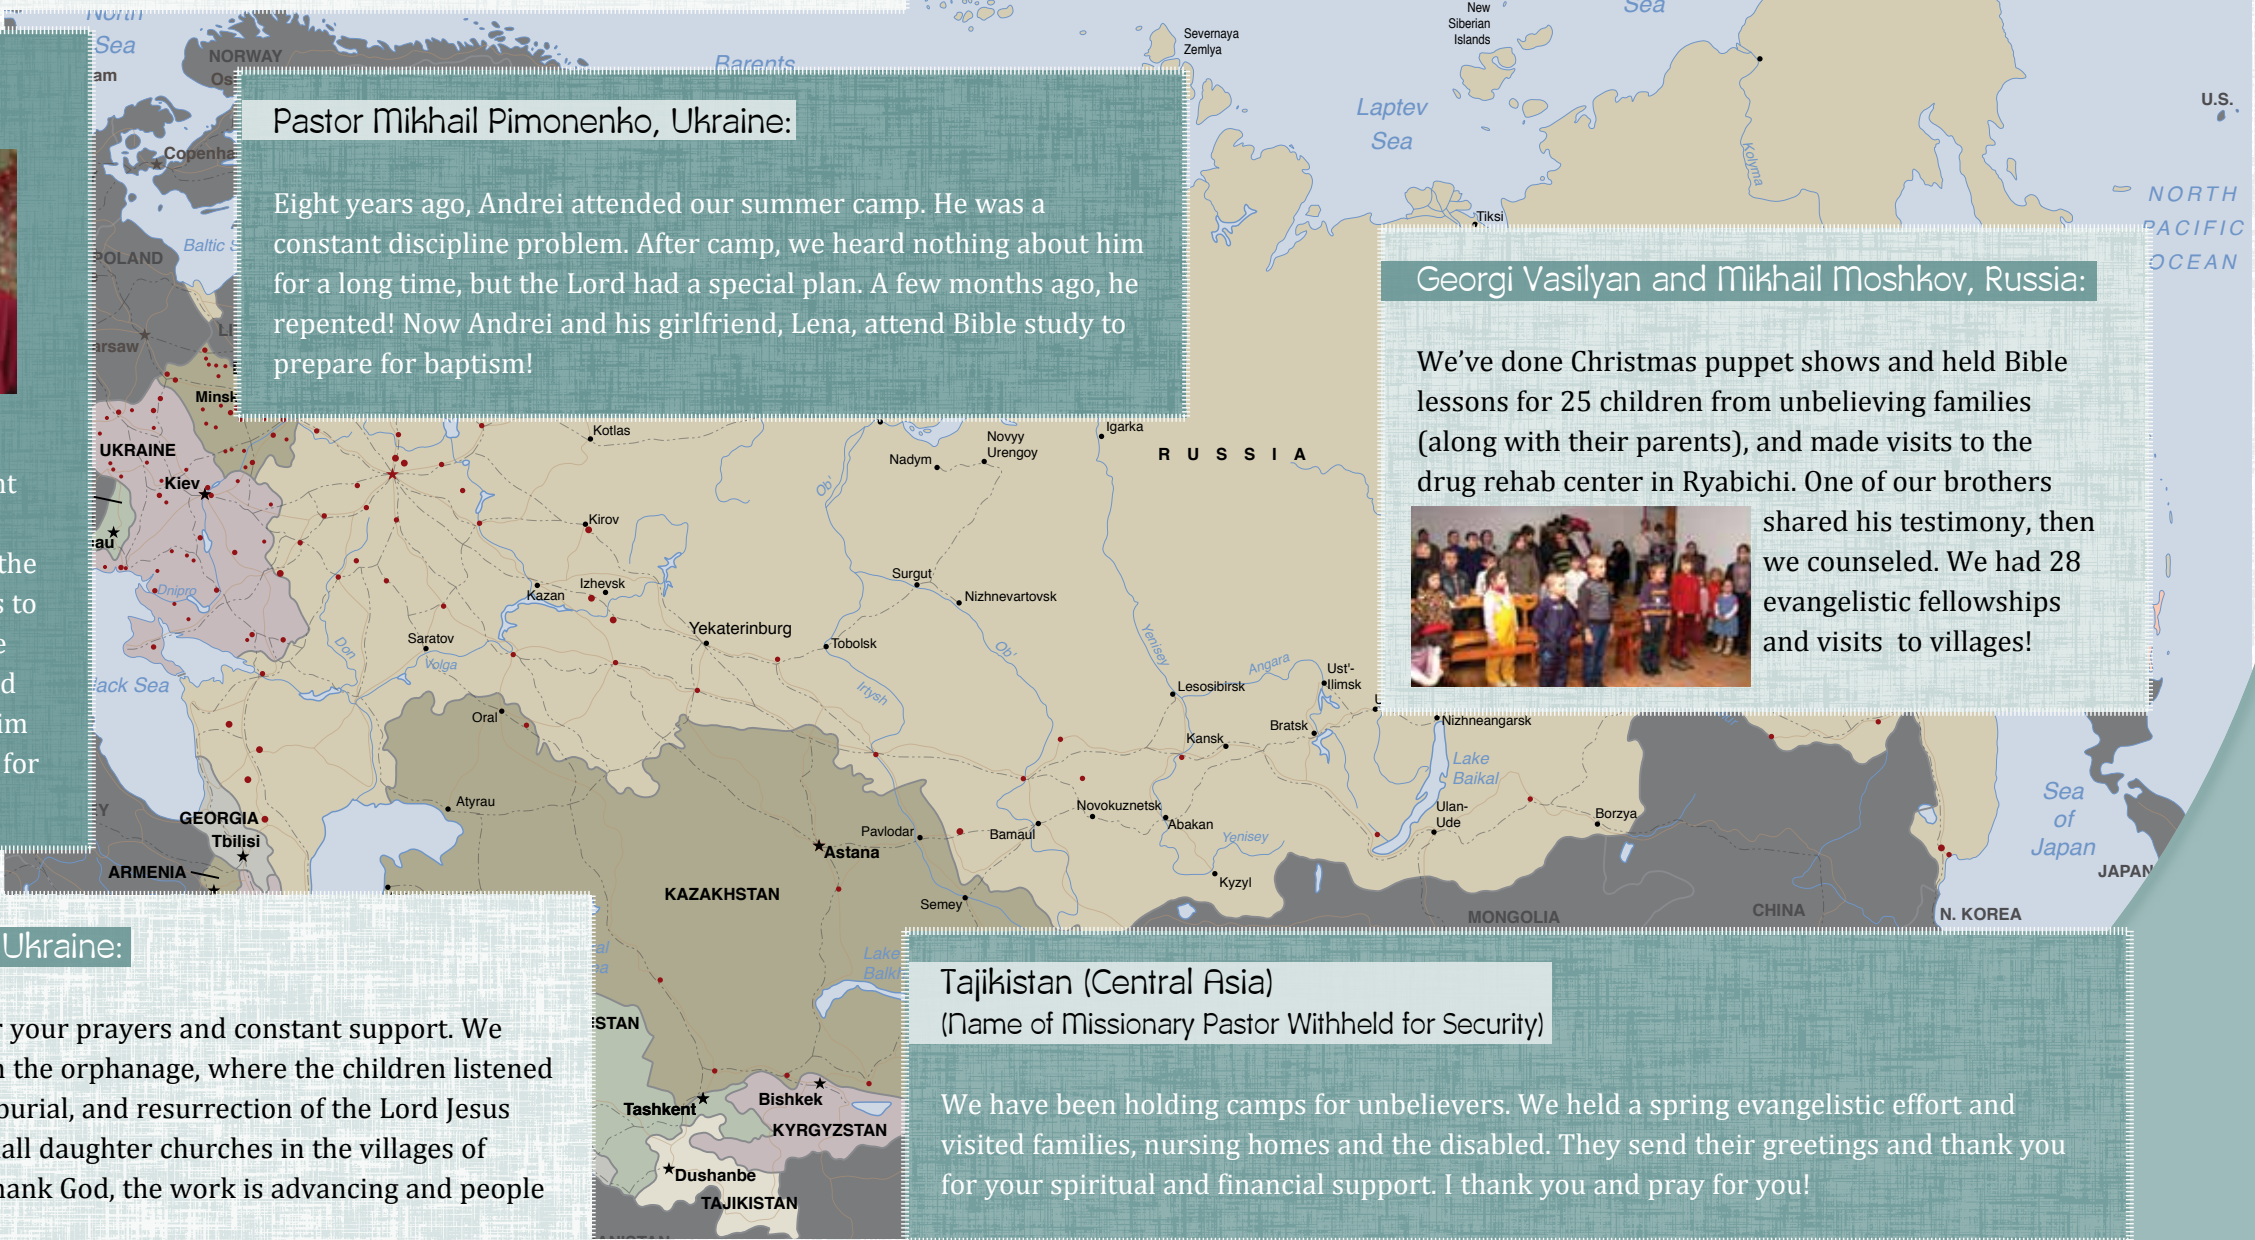 Pastor Mikhail Pimonenko, Ukraine:
Eight years ago, Andrei attended our summer camp. He was a
constant discipline problem. After camp, we heard nothing about him
for a long time, but the Lord had a special plan. A few months ago, he
repented! Now Andrei and his girlfriend, Lena, attend Bible study to
prepare for baptism!
Georgi Vasilyan and Mikhail Moshkov, Russia:
We’ve done Christmas puppet shows and held Bible
lessons for 25 children from unbelieving families
(along with their parents), and made visits to the
drug rehab center in Ryabichi. One of our brothers
shared his testimony, then
we counseled. We had 28
evangelistic fellowships
and visits to villages!
the
to
for
Ukraine:
your prayers and constant support. We
the orphanage, where the children listened
burial, and resurrection of the Lord Jesus
all daughter churches in the villages of
God, the work is advancing and people
Tajikistan (Central Asia)
(Name of Missionary Pastor Withheld for Security)
We have been holding camps for unbelievers. We held a spring evangelistic effort and
visited families, nursing homes and the disabled. They send their greetings and thank you
for your spiritual and financial support. I thank you and pray for you!
North
Sea
NORWAY
Barents
Severnaya
Zemlya
New
Siberian
Islands
Sea
Laptev
Sea
U.S.
Kolyma
NORTH
PACIFIC
OCEAN
Tiksi
Baltic
POLAND
Minsk
UKRAINE
Kiev
Dnipro
Kotlas
Nadym
Novyy
Urengoy
Igarka
RUSSIA
Ob'
Kirov
Kazan
Izhevsk
Surgut
Nizhnevartovsk
Yekaterinburg
Tobolsk
Ob'
Yenisey
Saratov
Don
Volga
Irtysh
Angara
Ust'-
Ilimsk
Lesosibirsk
Sea
Oral
Bratsk
Kansk
Nizhneangarsk
Lake
Baikal
Atyrau
Novokuznetsk
Abakan
Barnaul
Pavlodar
Yenisey
Ulan-
Ude
Borzya
Sea
of
Japan
JAPAN
GEORGIA
Tbilisi
ARMENIA
Astana
KAZAKHSTAN
Semey
Kyzyl
MONGOLIA
CHINA
N. KOREA
Lake
Tashkent
Bishkek
KYRGYZSTAN
Dushanbe
TAJIKISTAN